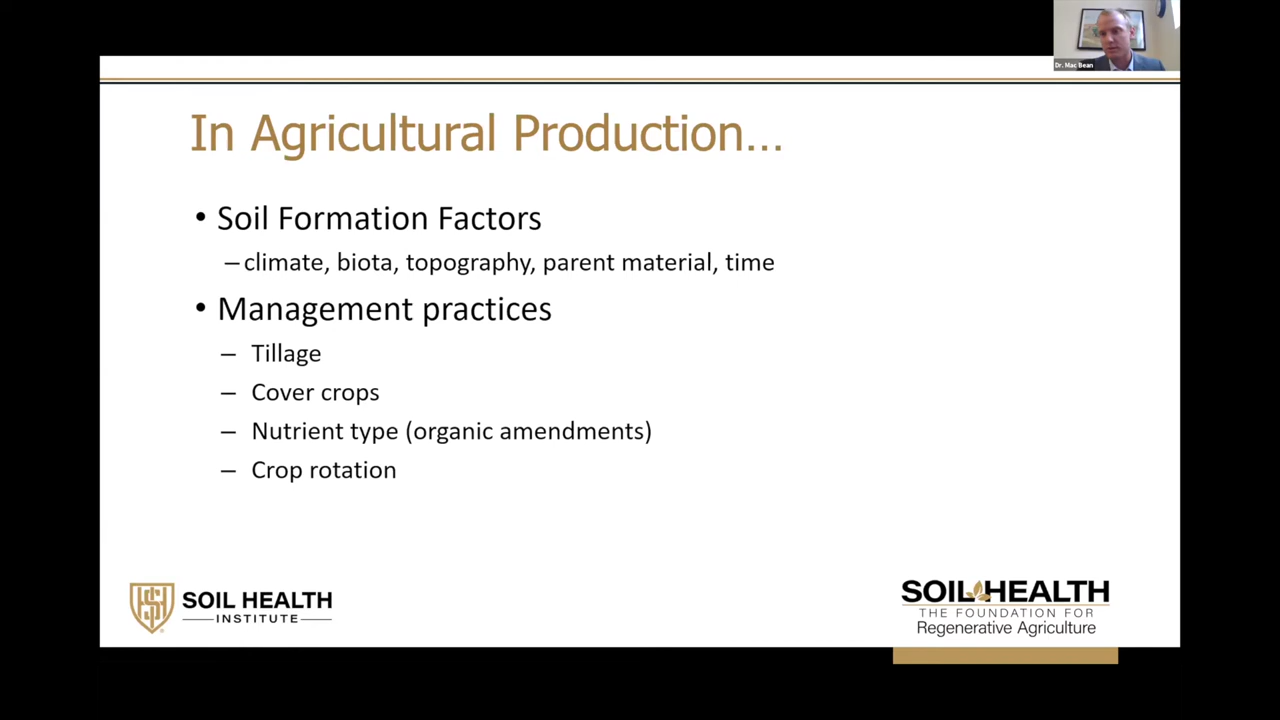 Dr. Mac Bean
In Agricultural Production...
• Soil Formation Factors
–climate, biota, topography, parent material, time
• Management practices
– Tillage
– Cover crops
– Nutrient type (organic amendments)
– Crop rotation
SOIL HEALTH
INSTITUTE
SOIL HEALTH
THE FOUNDATION FOR
Regenerative Agriculture